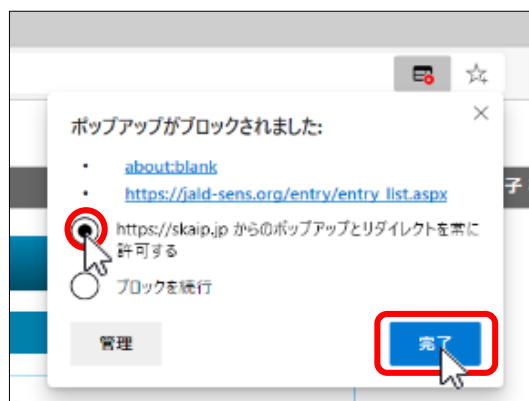 ポップアップがブロックされました:
• about:blank
• https://jald-sens.org/entry/entry_list.aspx
子
https://skaip.jp からのポップアップとリダイレクトを常に
許可する
ブロックを続行
管理
完了